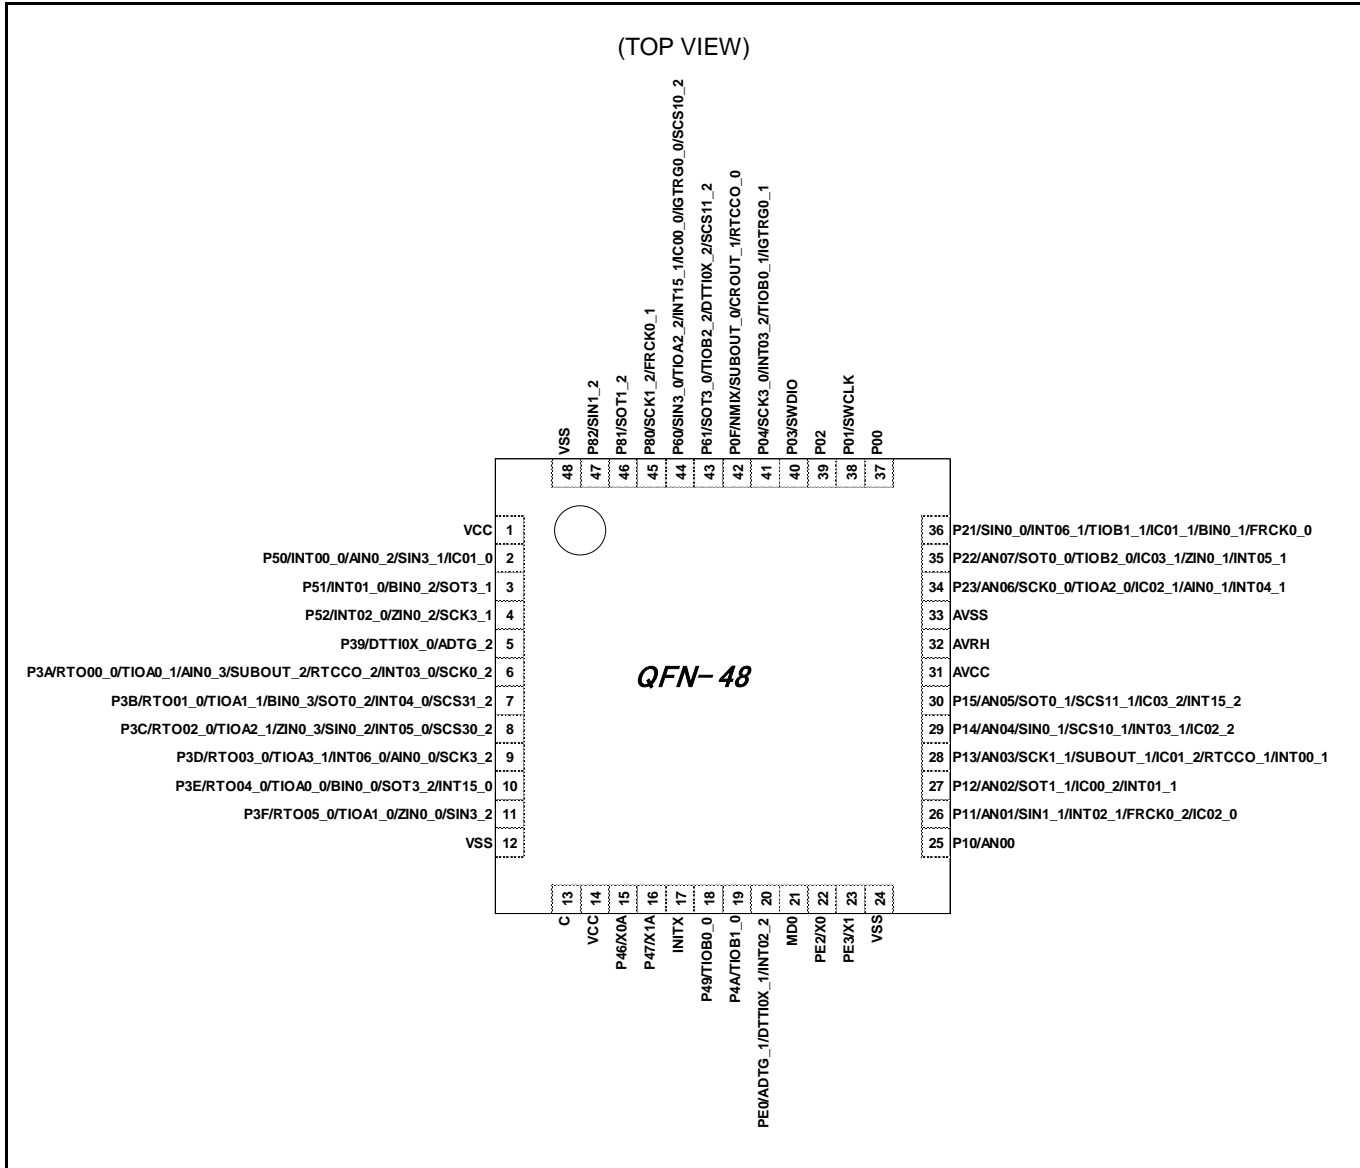 (TOP VIEW)
VSS
P82/SIN1_2
P81/SOT1_2
P80/SCK1_2/FRCK0_1
P60/SIN3_0/TIOA2_2/INT15_1/IC00_0/IGTRG0_0/SCS10_2
P61/SOT3_0/TIOB2_2/DTTI0X_2/SCS11_2
P0F/NMIX/SUBOUT_0/CROUT_1/RTCCO_0
P04/SCK3_0/INT03_2/TIOB0_1/IGTRG0_1
P03/SWDIO
P02
P01/SWCLK
P00
48 47 46 45 44 43 42 41 40 39 38 37
VCC 1
P50/INT00_0/AIN0_2/SIN3_1/IC01_0 2
P51/INT01_0/BIN0_2/SOT3_1 3
P52/INT02_0/ZIN0_2/SCK3_1 4
P39/DTTI0X_0/ADTG_2 5
P3A/RTO00_0/TIOA0_1/AIN0_3/SUBOUT_2/RTCCO_2/INT03_0/SCK0_2 6
P3B/RTO01_0/TIOA1_1/BIN0_3/SOT0_2/INT04_0/SCS31_2 7
P3C/RTO02_0/TIOA2_1/ZIN0_3/SIN0_2/INT05_0/SCS30_2 8
P3D/RTO03_0/TIOA3_1/INT06_0/AIN0_0/SCK3_2 9
P3E/RTO04_0/TIOA0_0/BIN0_0/SOT3_2/INT15_0 10
P3F/RTO05_0/TIOA1_0/ZIN0_0/SIN3_2 11
VSS 12
QFN-48
36 P21/SIN0_0/INT06_1/TIOB1_1/IC01_1/BIN0_1/FRCK0_0
35 P22/AN07/SOT0_0/TIOB2_0/IC03_1/ZIN0_1/INT05_1
34 P23/AN06/SCK0_0/TIOA2_0/IC02_1/AIN0_1/INT04_1
33 AVSS
32 AVRH
31 AVCC
30 P15/AN05/SOT0_1/SCS11_1/IC03_2/INT15_2
29 P14/AN04/SIN0_1/SCS10_1/INT03_1/IC02_2
28 P13/AN03/SCK1_1/SUBOUT_1/IC01_2/RTCCO_1/INT00_1
27 P12/AN02/SOT1_1/IC00_2/INT01_1
26 P11/AN01/SIN1_1/INT02_1/FRCK0_2/IC02_0
25 P10/AN00
13 14 15 16 17 18 19 20 21 22 23 24
C
VCC
P46/X0A
P47/X1A
INITX
P49/TIOB0_0
P4A/TIOB1_0
PE0/ADTG_1/DTTI0X_1/INT02_2
MD0
PE2/X0
PE3/X1
VSS